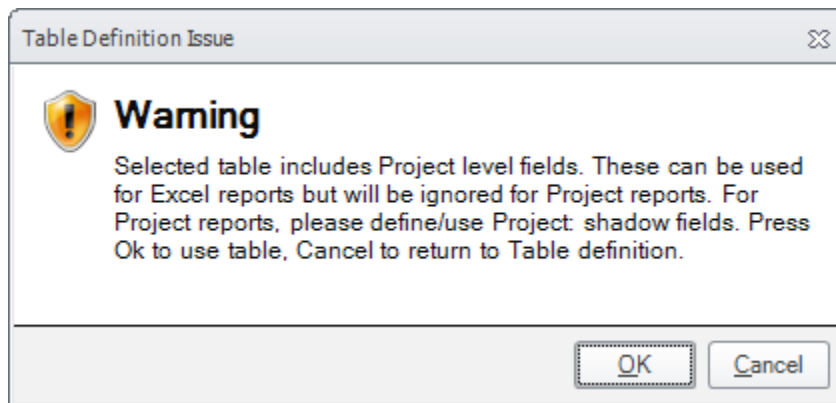 Table Definition Issue
Warning
Selected table includes Project level fields. These can be used
for Excel reports but will be ignored for Project reports. For
Project reports, please define/use Project: shadow fields. Press
Ok to use table, Cancel to return to Table definition.
OK
Cancel